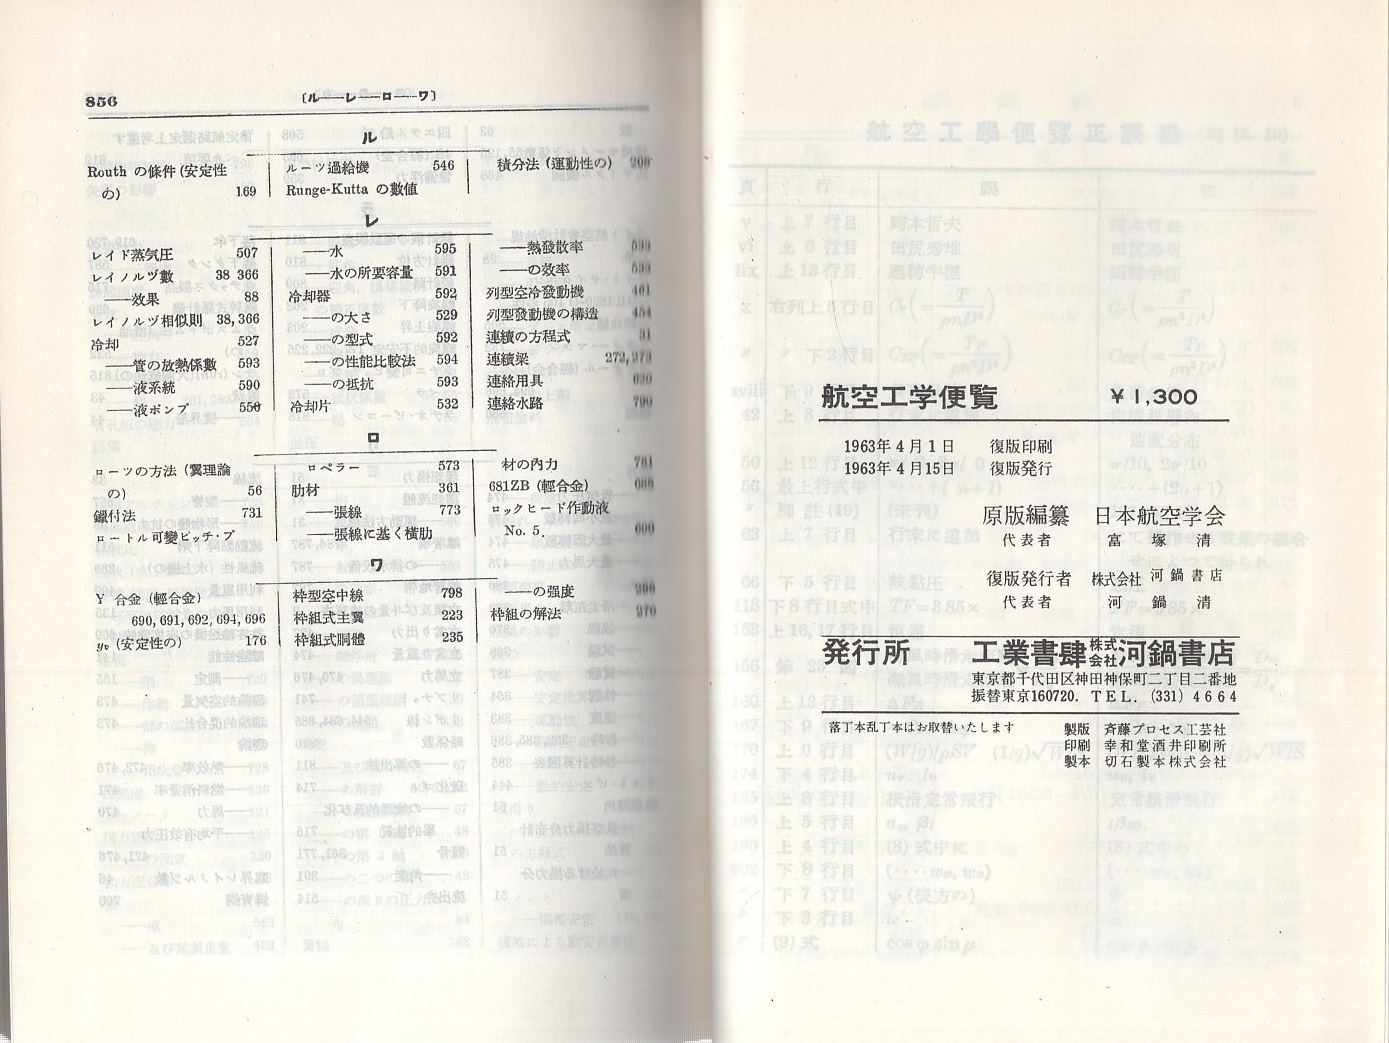 856
〔ル—レ—ロ—ワ〕
ル
Routh の條件 (安定性
の) 169
ルーツ過給機 546
Runge-Kutta の数値
積分法 (運動性の)
レ
レイド蒸気圧 507
レイノルヅ數 38 366
——効果 88
レイノルヅ相似則 38, 366
冷却 527
——管の放熱係數 593
——液系統 590
——液ポンプ 550
——水 595
——水の所要容量 591
冷却器 592
——の大さ 529
——の型式 592
——の性能比較法 594
——の抵抗 593
冷却片 532
——熱發散率
——の效率
列型空冷發動機
列型發動機の構造
連續の方程式
連續梁 272,
連絡用具
連絡水路
ロ
ローツの方法 (翼理論
の) 56
鑞付法 731
ロートル可變ピッチ・プ
ロペラー 573
肋材 361
——張線 773
——張線に基く横肋
材の內力
681ZB (輕合金)
ロックヒード作動液
No. 5.
ワ
Y 合金 (輕合金)
690, 691, 692, 694, 696
yv (安定性の) 176
枠型空中線 798
枠組式主翼 223
枠組式胴體 235
——の强度
枠組の解法
航空工学便覧 ￥1,300
1963年 4月 1日 復版印刷
1963年 4月15日 復版発行
原版編纂 日本航空学会
代表者 富塚清
復版発行者 株式会社 河鍋書店
代表者 河鍋清
発行所 工業書肆 株式会社 河鍋書店
東京都千代田区神田神保町二丁目二番地
振替東京160720. TEL. (331) 4664
落丁本乱丁本はお取替いたします
製版 斉藤プロセス工芸社
印刷 幸和堂酒井印刷所
製本 切石製本株式会社